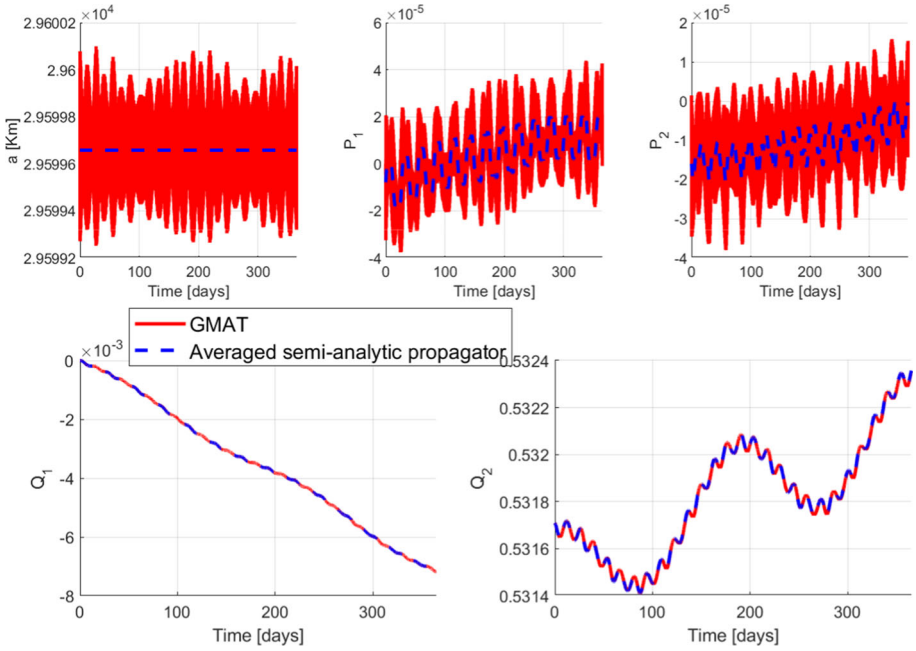 ×10⁴
2.96002
2.96
2.95998
2.95996
2.95994
2.95992
a [Km]
0 100 200 300
Time [days]
×10⁻⁵
6
4
2
0
-2
-4
P₁
0 100 200 300
Time [days]
×10⁻⁵
2
1
0
-1
-2
-3
-4
P₂
0 100 200 300
Time [days]
GMAT
Averaged semi-analytic propagator
×10⁻³
0
-2
-4
-6
-8
Q₁
0 100 200 300
Time [days]
0.5324
0.5322
0.532
0.5318
0.5316
0.5314
Q₂
0 100 200 300
Time [days]